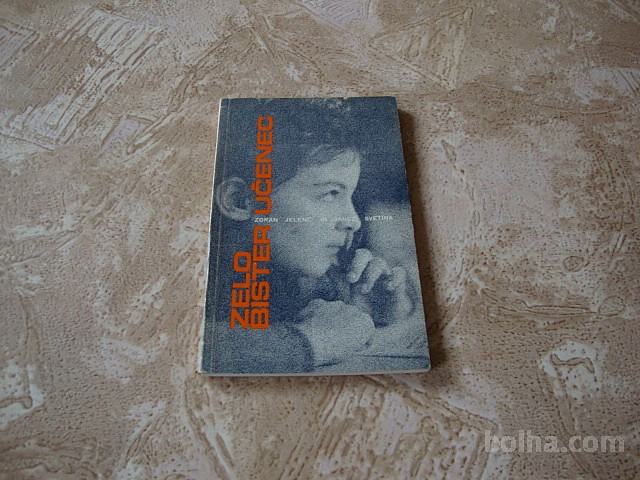 ZELO
BISTER UČENEC
ZORAN JELENC IN JANEZ SVETINA
bolha.com